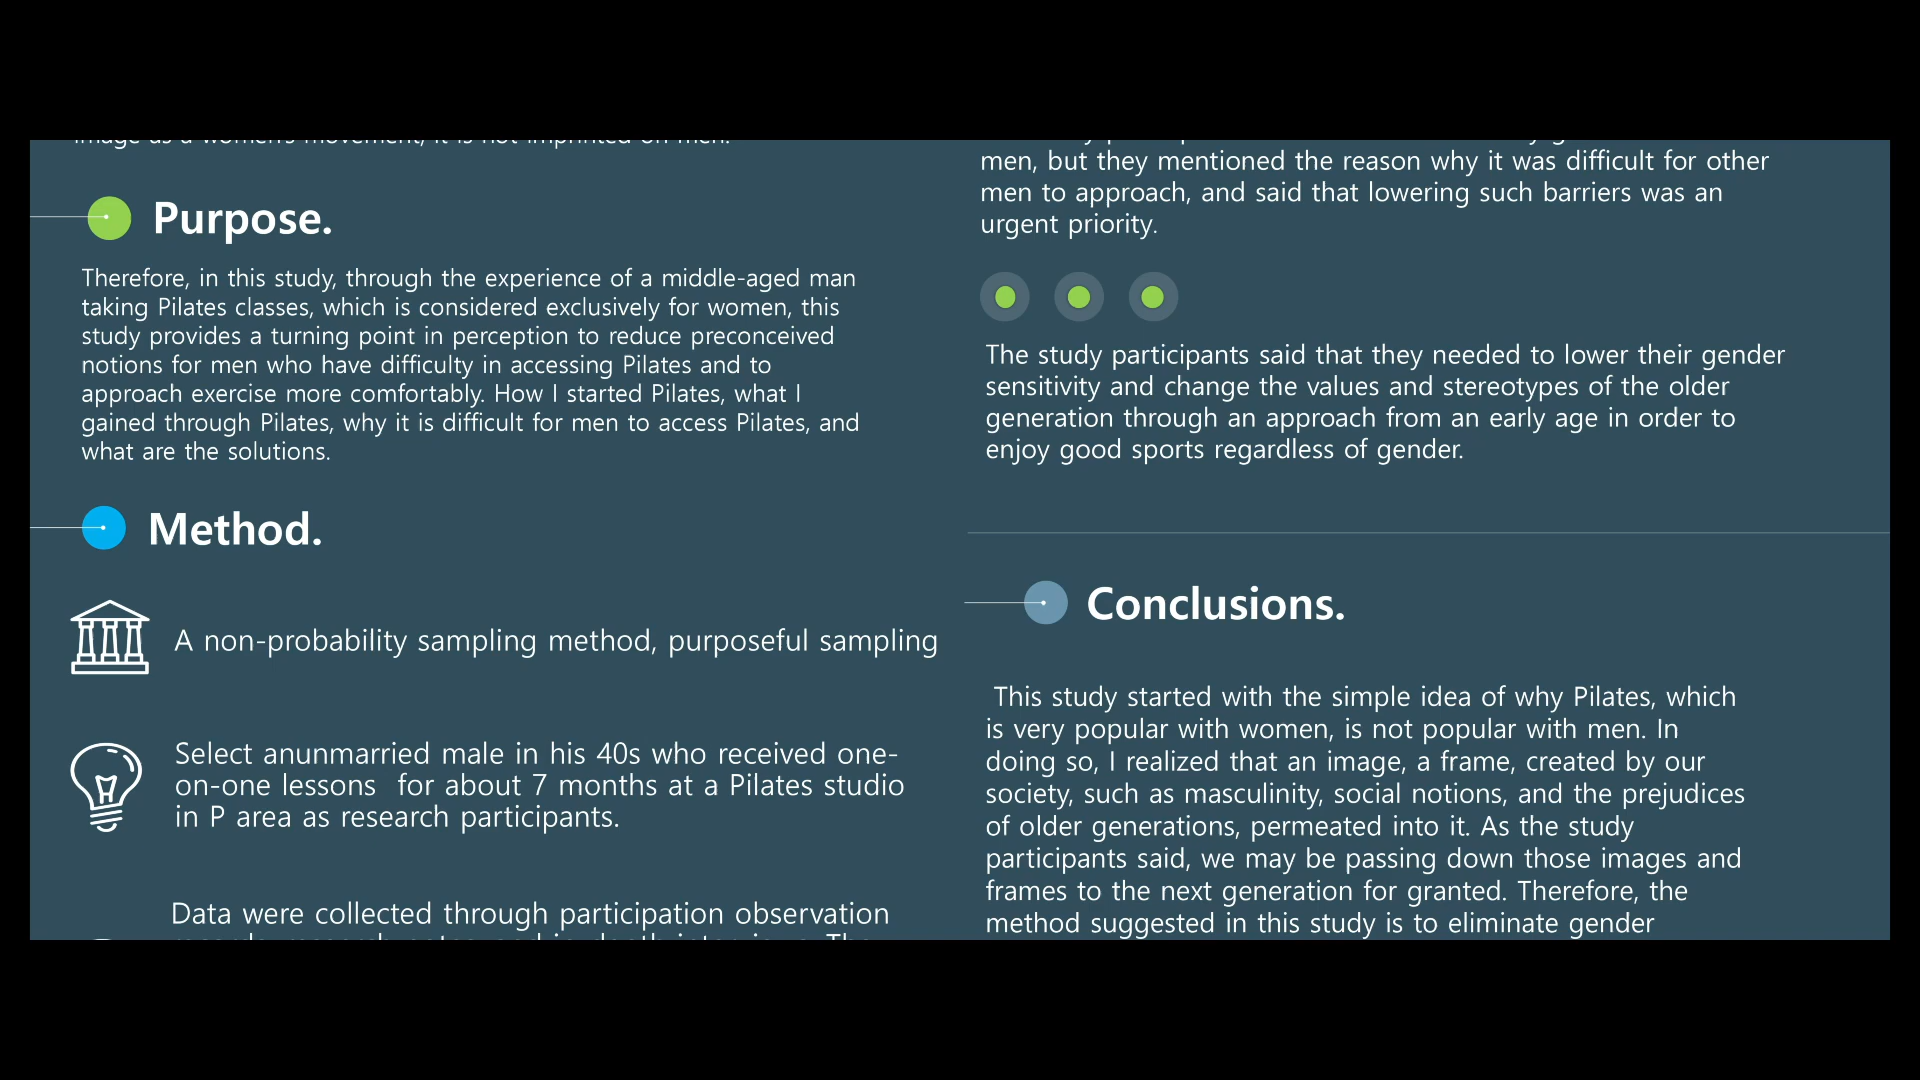 image as a women's movement, it is not imprinted on men.
Purpose.
Therefore, in this study, through the experience of a middle-aged man
taking Pilates classes, which is considered exclusively for women, this
study provides a turning point in perception to reduce preconceived
notions for men who have difficulty in accessing Pilates and to
approach exercise more comfortably. How I started Pilates, what I
gained through Pilates, why it is difficult for men to access Pilates, and
what are the solutions.
Method.
A non-probability sampling method, purposeful sampling
Select anunmarried male in his 40s who received one-
on-one lessons  for about 7 months at a Pilates studio
in P area as research participants.
Data were collected through participation observation
men, but they mentioned the reason why it was difficult for other
men to approach, and said that lowering such barriers was an
urgent priority.
The study participants said that they needed to lower their gender
sensitivity and change the values and stereotypes of the older
generation through an approach from an early age in order to
enjoy good sports regardless of gender.
Conclusions.
This study started with the simple idea of why Pilates, which
is very popular with women, is not popular with men. In
doing so, I realized that an image, a frame, created by our
society, such as masculinity, social notions, and the prejudices
of older generations, permeated into it. As the study
participants said, we may be passing down those images and
frames to the next generation for granted. Therefore, the
method suggested in this study is to eliminate gender